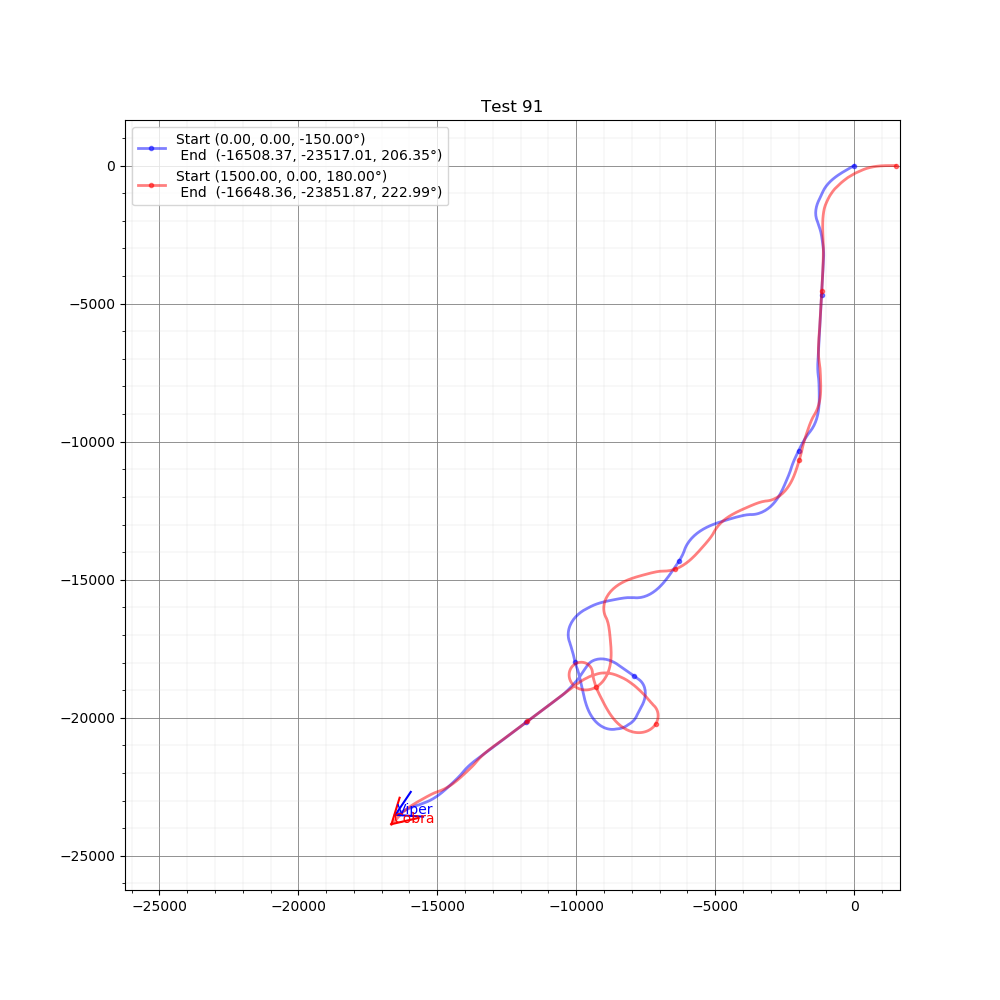 Test 91
Start (0.00, 0.00, -150.00°)
End  (-16508.37, -23517.01, 206.35°)
Start (1500.00, 0.00, 180.00°)
End  (-16648.36, -23851.87, 222.99°)
0
−5000
−10000
−15000
−20000
−25000
Viper
Cobra
−25000
−20000
−15000
−10000
−5000
0